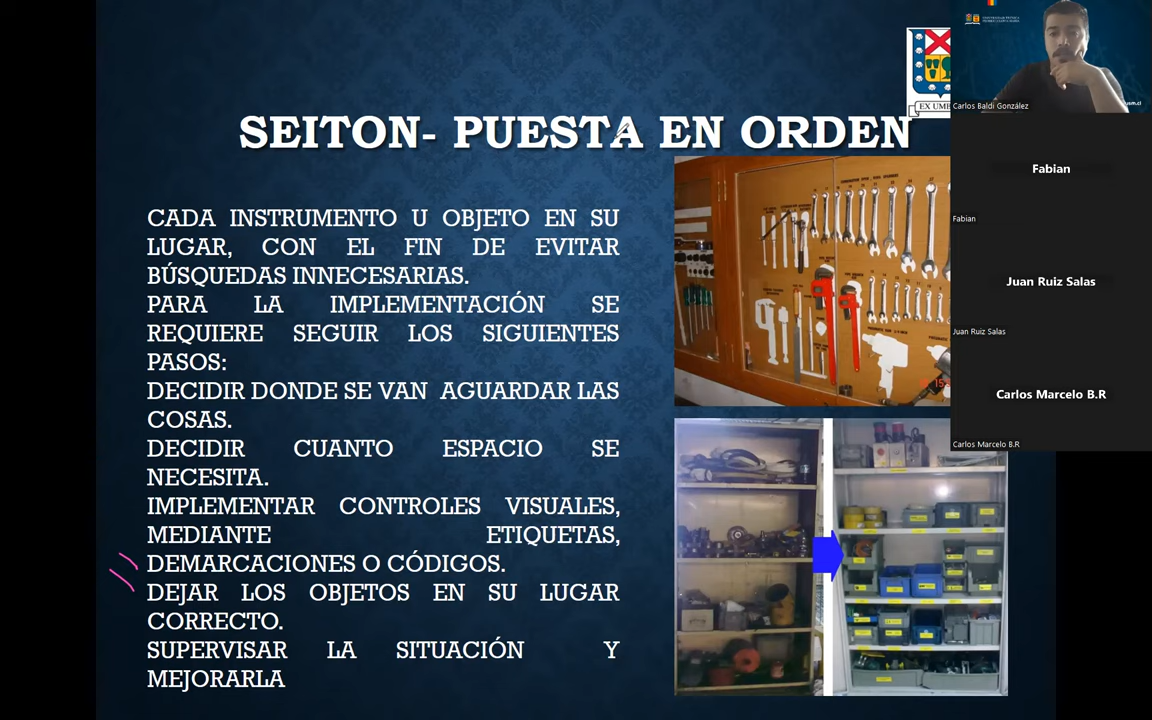 SEITON- PUESTA EN ORDEN
CADA INSTRUMENTO U OBJETO EN SU
LUGAR, CON EL FIN DE EVITAR
BÚSQUEDAS INNECESARIAS.
PARA LA IMPLEMENTACIÓN SE
REQUIERE SEGUIR LOS SIGUIENTES
PASOS:
DECIDIR DONDE SE VAN AGUARDAR LAS
COSAS.
DECIDIR CUANTO ESPACIO SE
NECESITA.
IMPLEMENTAR CONTROLES VISUALES,
MEDIANTE ETIQUETAS,
DEMARCACIONES O CÓDIGOS.
DEJAR LOS OBJETOS EN SU LUGAR
CORRECTO.
SUPERVISAR LA SITUACIÓN Y
MEJORARLA
EX UMB
Carlos Baldi González
Fabian
Fabian
Juan Ruiz Salas
Juan Ruiz Salas
Carlos Marcelo B.R
Carlos Marcelo B.R